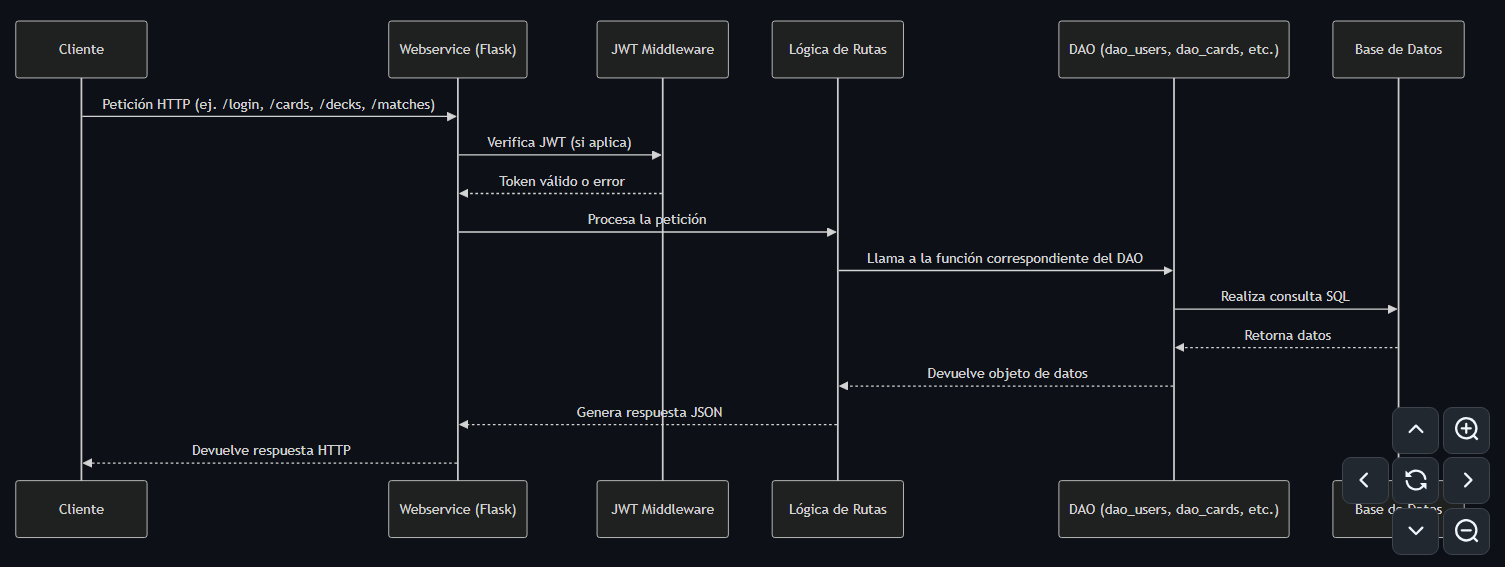 Cliente
Webservice (Flask)
JWT Middleware
Lógica de Rutas
DAO (dao_users, dao_cards, etc.)
Base de Datos
Petición HTTP (ej. /login, /cards, /decks, /matches)
Verifica JWT (si aplica)
Token válido o error
Procesa la petición
Llama a la función correspondiente del DAO
Realiza consulta SQL
Retorna datos
Devuelve objeto de datos
Genera respuesta JSON
Devuelve respuesta HTTP
Cliente
Webservice (Flask)
JWT Middleware
Lógica de Rutas
DAO (dao_users, dao_cards, etc.)
Base de Datos